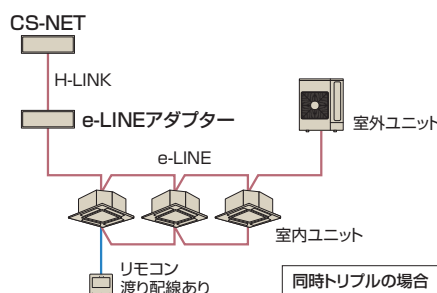 CS-NET
H-LINK
e-LINEアダプター
室外ユニット
e-LINE
室内ユニット
リモコン
渡り配線あり
同時トリプルの場合